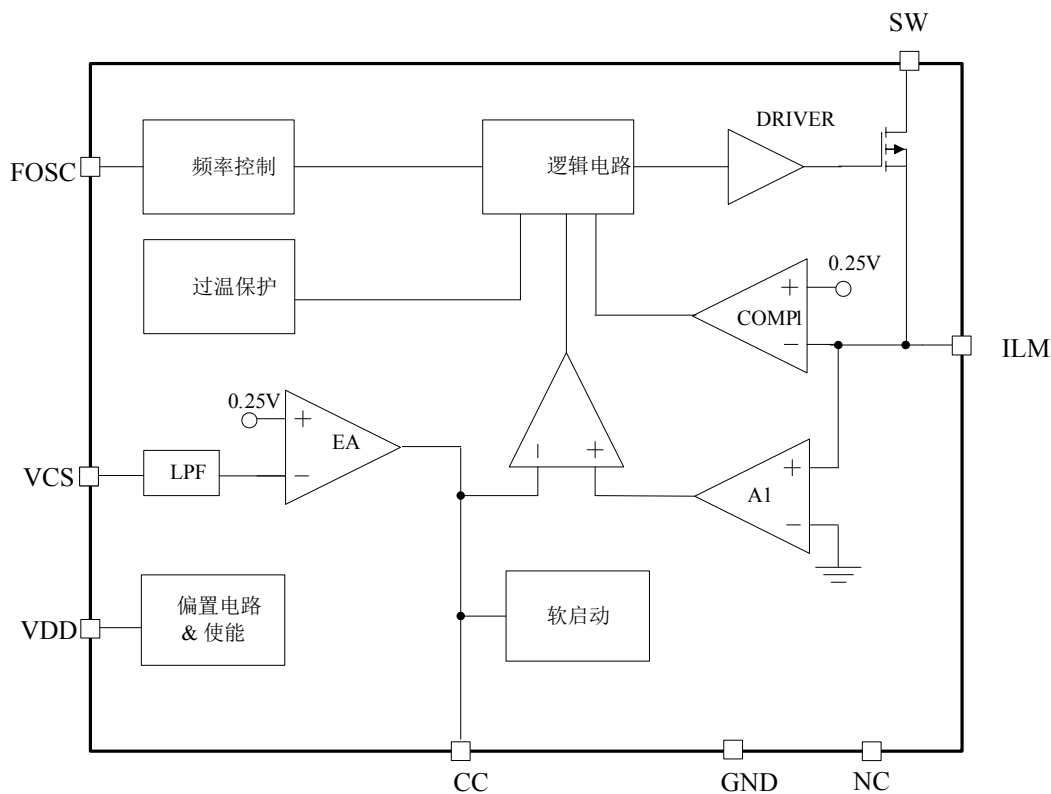 SW
DRIVER
FOSC
频率控制
逻辑电路
过温保护
0.25V
+
COMP1
−
ILM
0.25V
+
EA
−
− +
+
A1
−
VCS
LPF
VDD
偏置电路
& 使能
软启动
CC
GND
NC